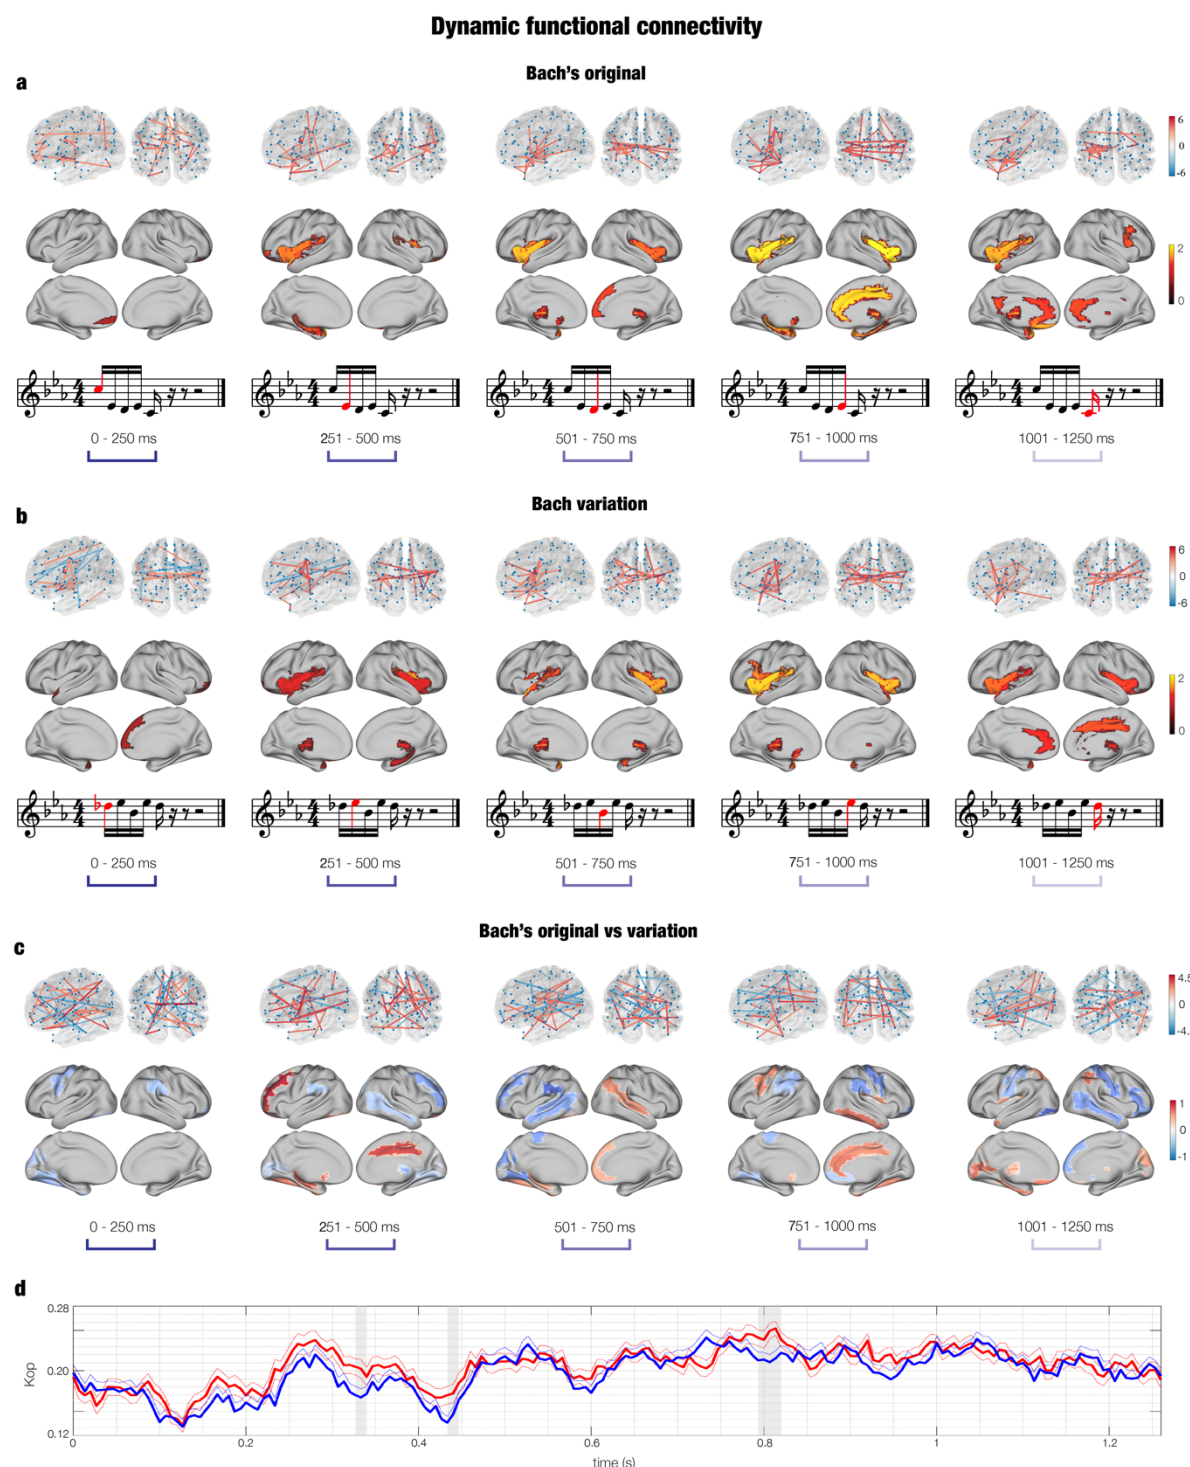 Dynamic functional connectivity
a
Bach's original
6
0
-6
2
0
0 - 250 ms
251 - 500 ms
501 - 750 ms
751 - 1000 ms
1001 - 1250 ms
b
Bach variation
6
0
-6
2
0
0 - 250 ms
251 - 500 ms
501 - 750 ms
751 - 1000 ms
1001 - 1250 ms
c
Bach's original vs variation
4.5
0
-4.
1
0
-1
0 - 250 ms
251 - 500 ms
501 - 750 ms
751 - 1000 ms
1001 - 1250 ms
d
0.28
0.20
0.12
Kop
0
0.2
0.4
0.6
0.8
1
1.2
time (s)